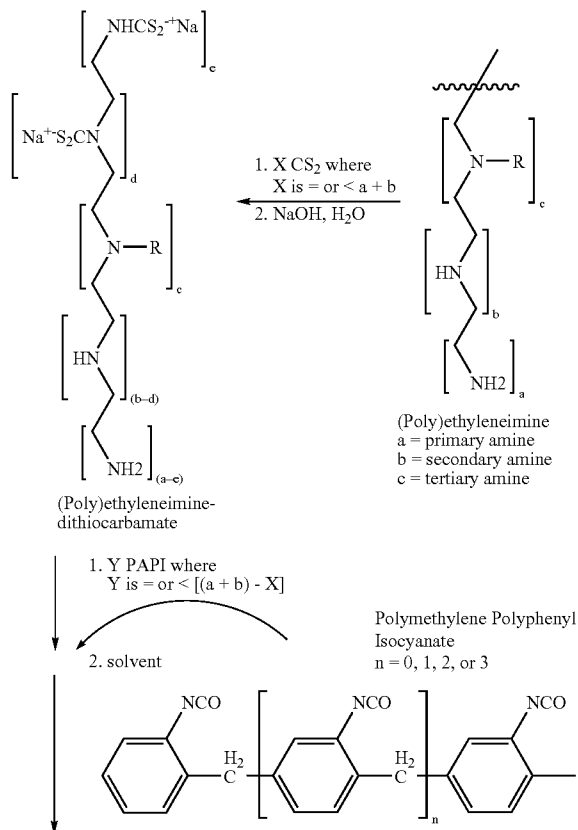 NHCS2-+Na
e
Na+-S2CN
d
N—R
c
HN
(b–d)
NH2
(a–e)
(Poly)ethyleneimine-
dithiocarbamate
1. X CS2 where
X is = or < a + b
2. NaOH, H2O
N—R
c
HN
b
NH2
a
(Poly)ethyleneimine
a = primary amine
b = secondary amine
c = tertiary amine
1. Y PAPI where
Y is = or < [(a + b) - X]
2. solvent
Polymethylene Polyphenyl
Isocyanate
n = 0, 1, 2, or 3
NCO
H2
C
NCO
H2
C
n
NCO